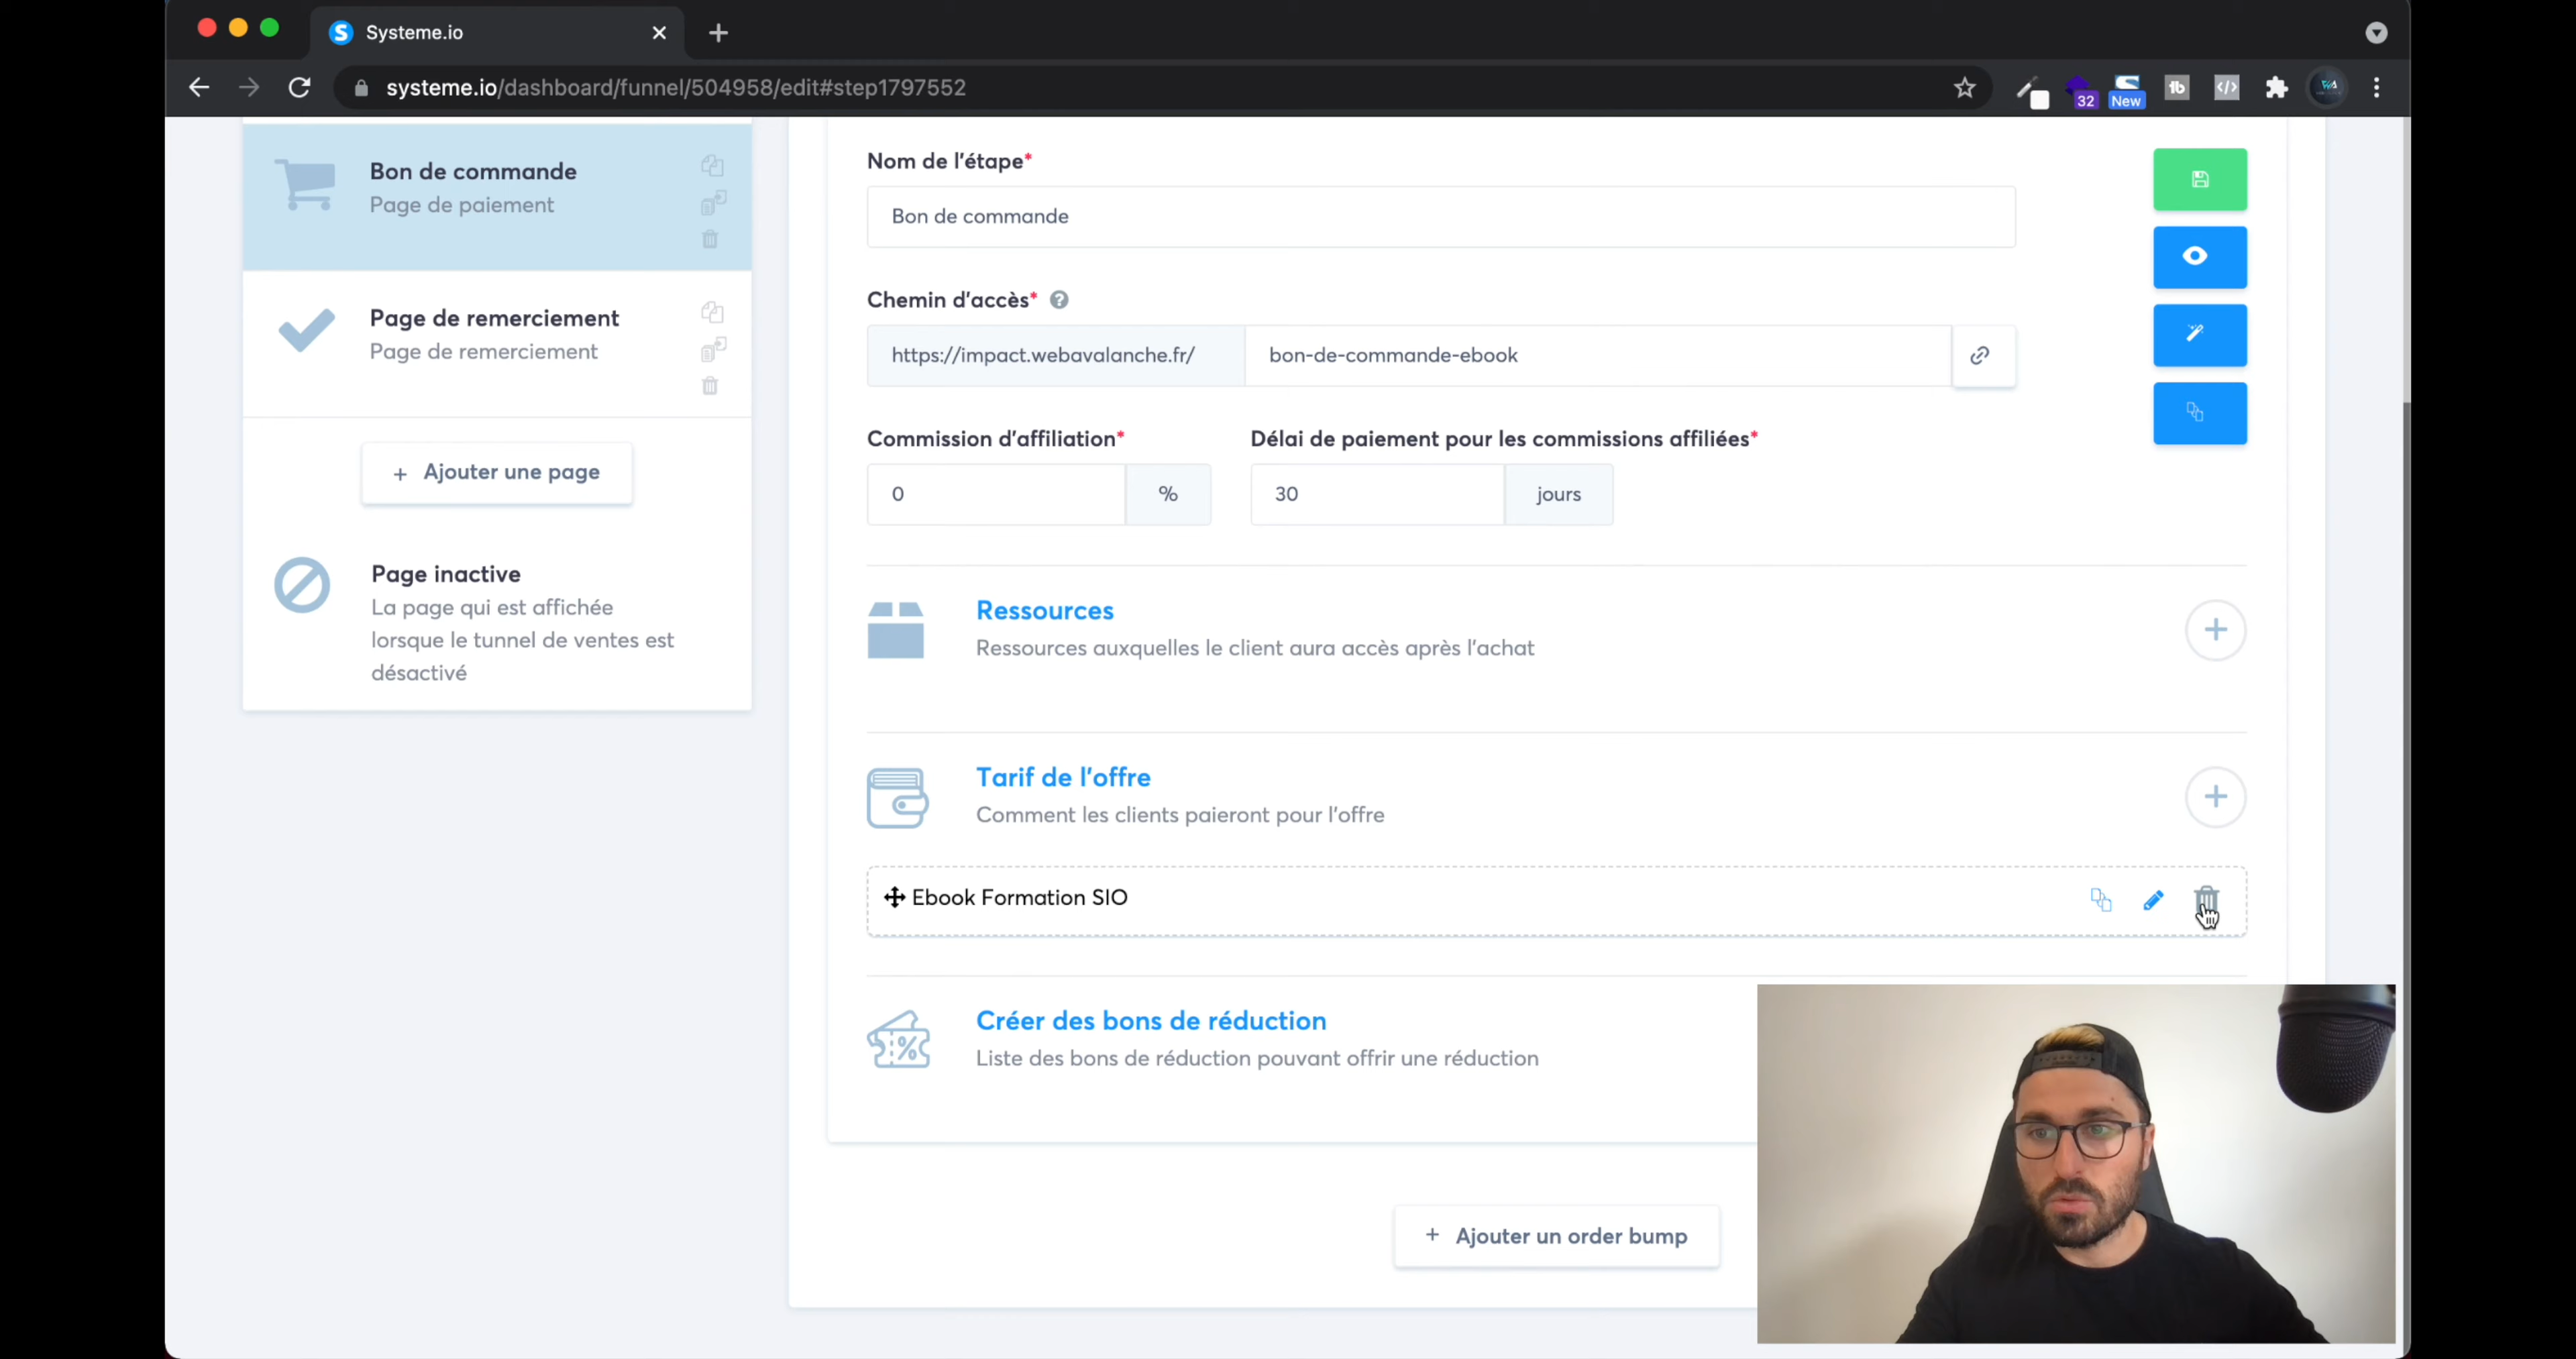 Systeme.io
systeme.io/dashboard/funnel/504958/edit#step1797552
32
New
Bon de commande
Page de paiement
Page de remerciement
Page de remerciement
+ Ajouter une page
Page inactive
La page qui est affichée
lorsque le tunnel de ventes est
désactivé
Nom de l'étape*
Bon de commande
Chemin d'accès* ?
https://impact.webavalanche.fr/ bon-de-commande-ebook
Commission d'affiliation* Délai de paiement pour les commissions affiliées*
0 % 30 jours
Ressources
Ressources auxquelles le client aura accès après l'achat
Tarif de l'offre
Comment les clients paieront pour l'offre
Ebook Formation SIO
Créer des bons de réduction
Liste des bons de réduction pouvant offrir une réduction
+ Ajouter un order bump